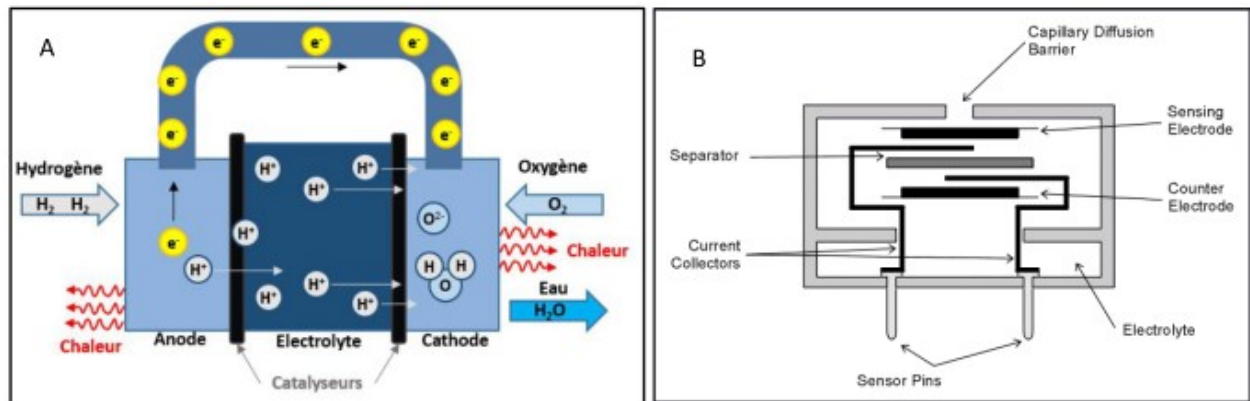 A
e⁻
e⁻
e⁻
e⁻
e⁻
e⁻
e⁻
Hydrogène
H₂ H₂
e⁻
H⁺
H⁺
H⁺
H⁺
H⁺
H⁺
H⁺
H⁺
O²⁻
H H
O
Oxygène
O₂
Chaleur
Eau
H₂O
Chaleur
Anode
Electrolyte
Cathode
Catalyseurs
B
Capillary Diffusion
Barrier
Sensing
Electrode
Separator
Counter
Electrode
Current
Collectors
Electrolyte
Sensor Pins